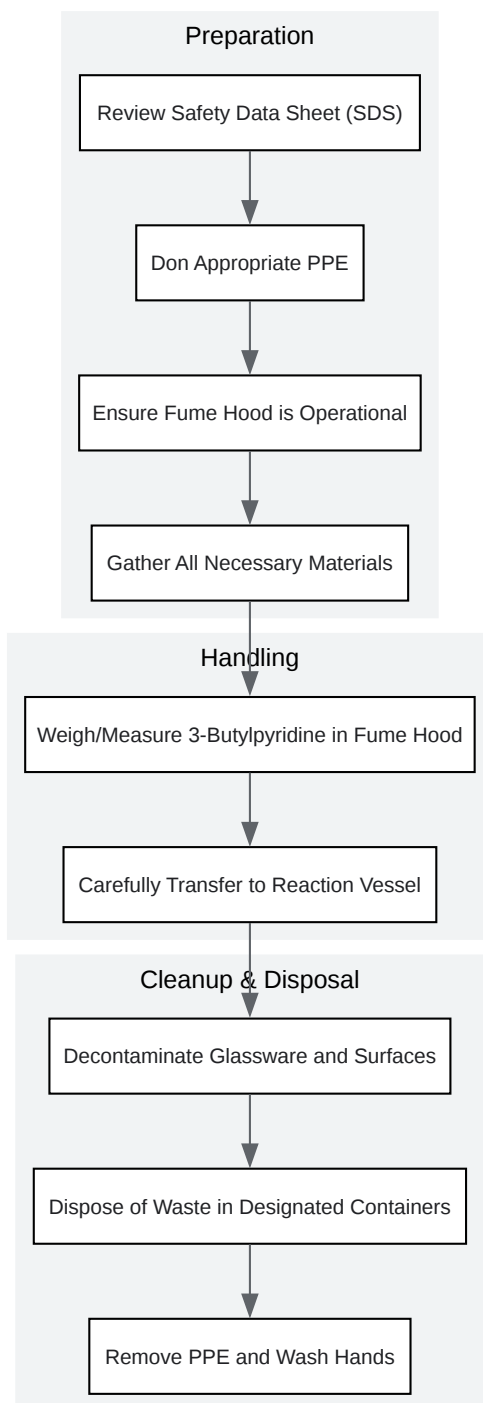 Preparation
Review Safety Data Sheet (SDS)
Don Appropriate PPE
Ensure Fume Hood is Operational
Gather All Necessary Materials
Handling
Weigh/Measure 3-Butylpyridine in Fume Hood
Carefully Transfer to Reaction Vessel
Cleanup & Disposal
Decontaminate Glassware and Surfaces
Dispose of Waste in Designated Containers
Remove PPE and Wash Hands